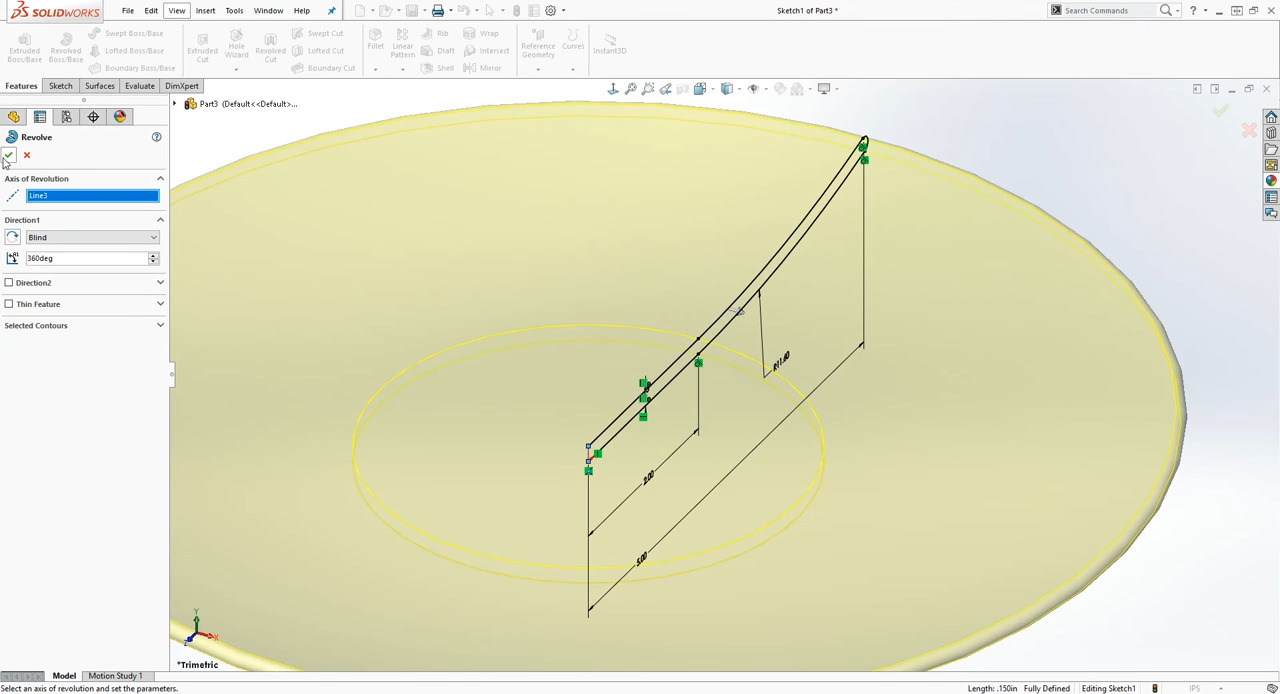 SOLIDWORKS File Edit View Insert Tools Window Help Sketch1 of Part3 * Search Commands
Extruded Boss/Base Revolved Boss/Base Swept Boss/Base Lofted Boss/Base Boundary Boss/Base Extruded Cut Hole Wizard Revolved Cut Swept Cut Lofted Cut Boundary Cut Fillet Linear Pattern Rib Draft Shell Wrap Intersect Mirror Reference Geometry Curves Instant3D
Features Sketch Surfaces Evaluate DimXpert
Part3 (Default<<Default>...
Revolve
Axis of Revolution
Line3
Direction1
Blind
360deg
Direction2
Thin Feature
Selected Contours
R11.60
2.00
5.00
Y
X
Z
*Trimetric
Model Motion Study 1
Select an axis of revolution and set the parameters. Length: .150in Fully Defined Editing Sketch1 IPS